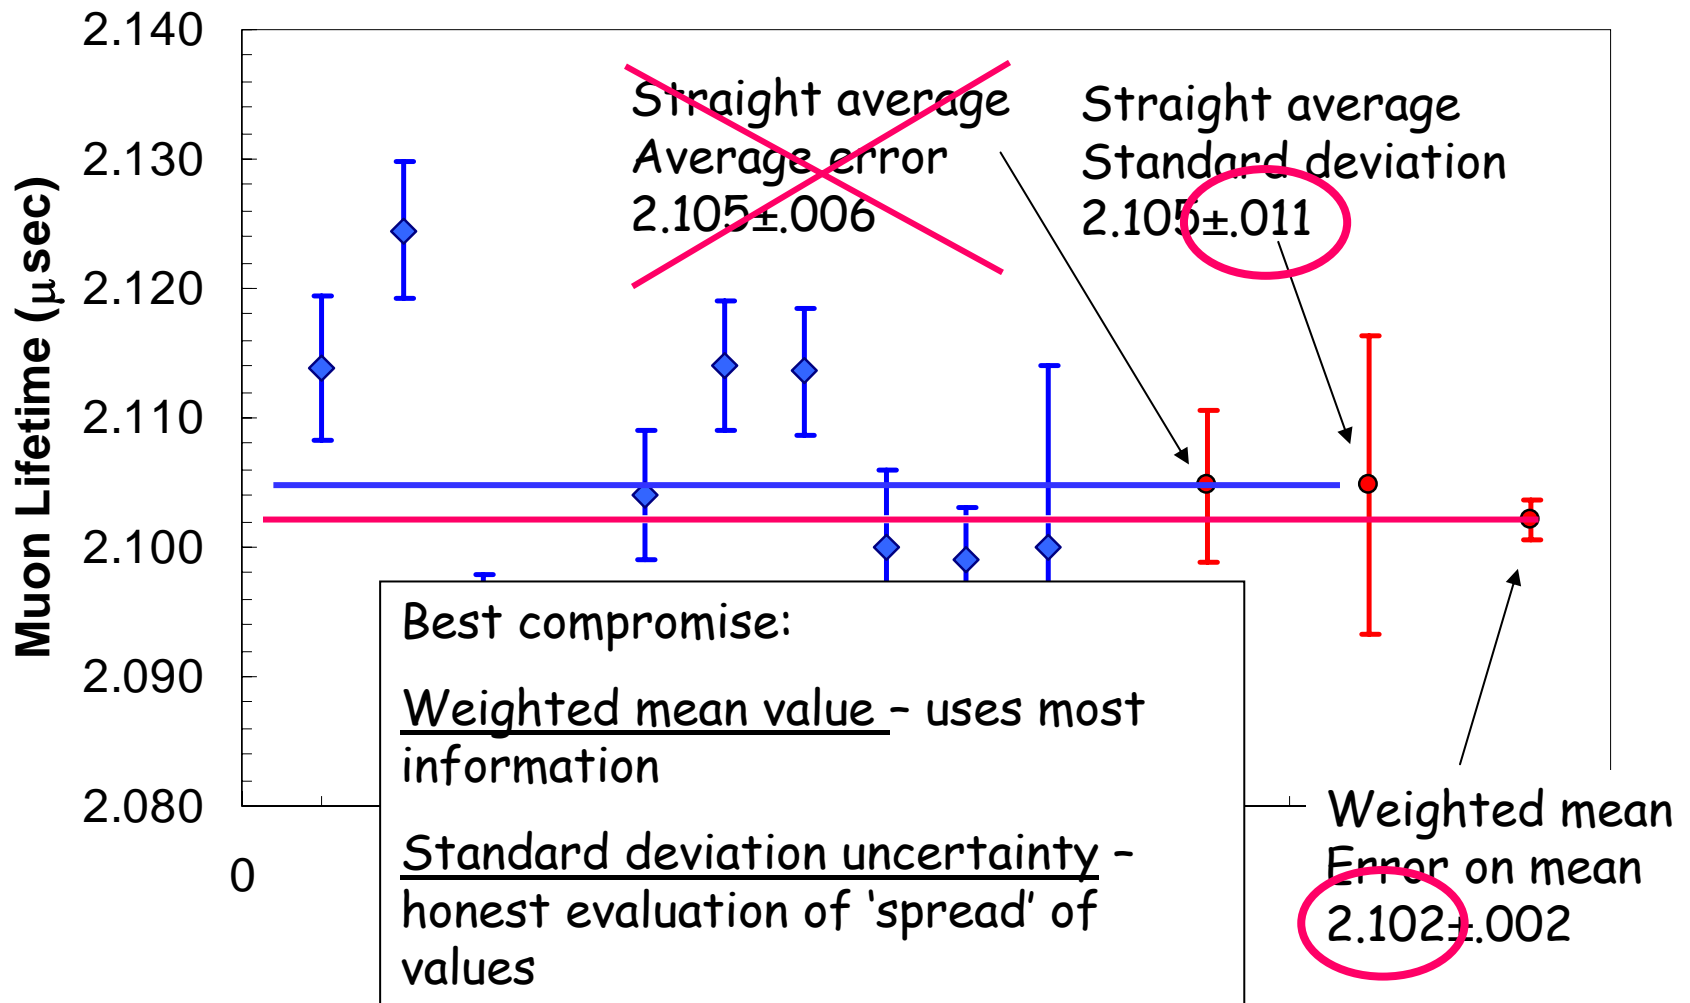 2.140
2.130
2.120
2.110
2.100
2.090
2.080
0
Muon Lifetime (μsec)
Straight average
Average error
2.105±.006
Straight average
Standard deviation
2.105±.011
Best compromise:
Weighted mean value – uses most
information
Standard deviation uncertainty –
honest evaluation of ‘spread’ of
values
Weighted mean
Error on mean
2.102±.002